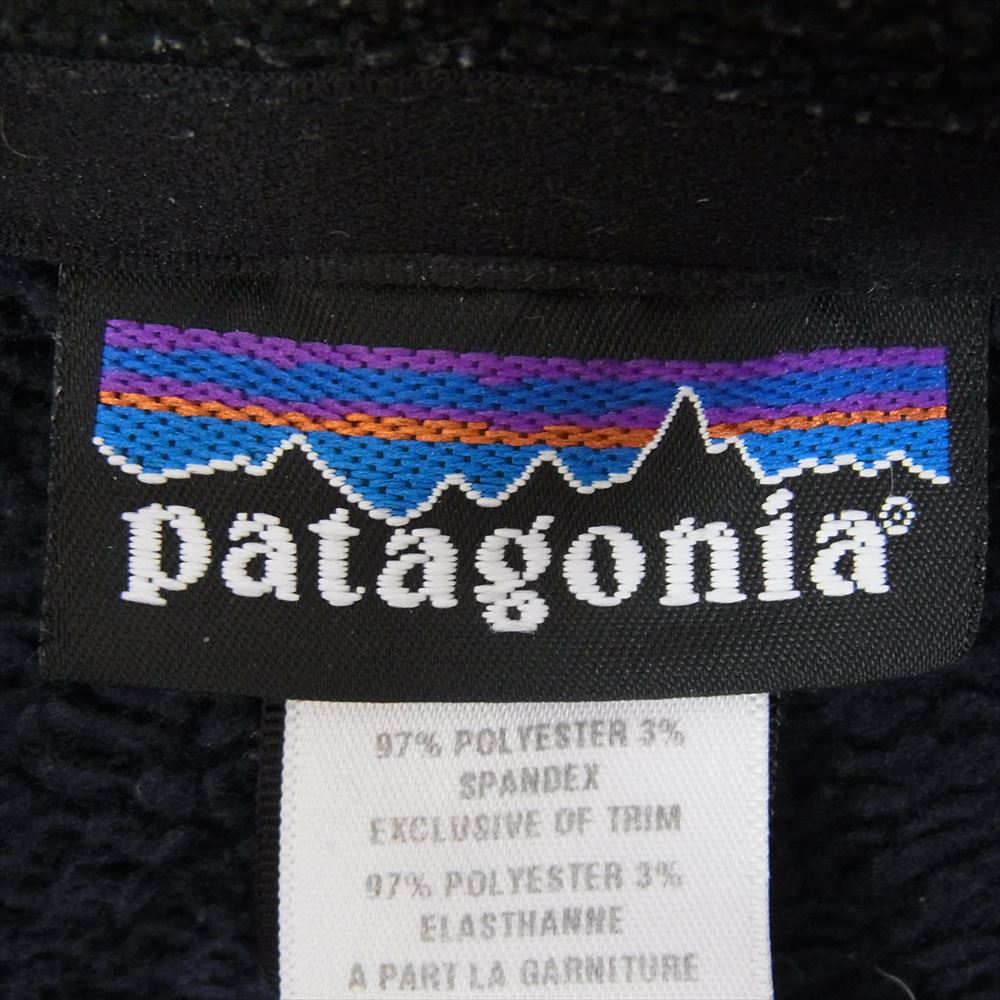 patagonia®
97% POLYESTER 3%
SPANDEX
EXCLUSIVE OF TRIM
97% POLYESTER 3%
ELASTHANNE
A PART LA GARNITURE